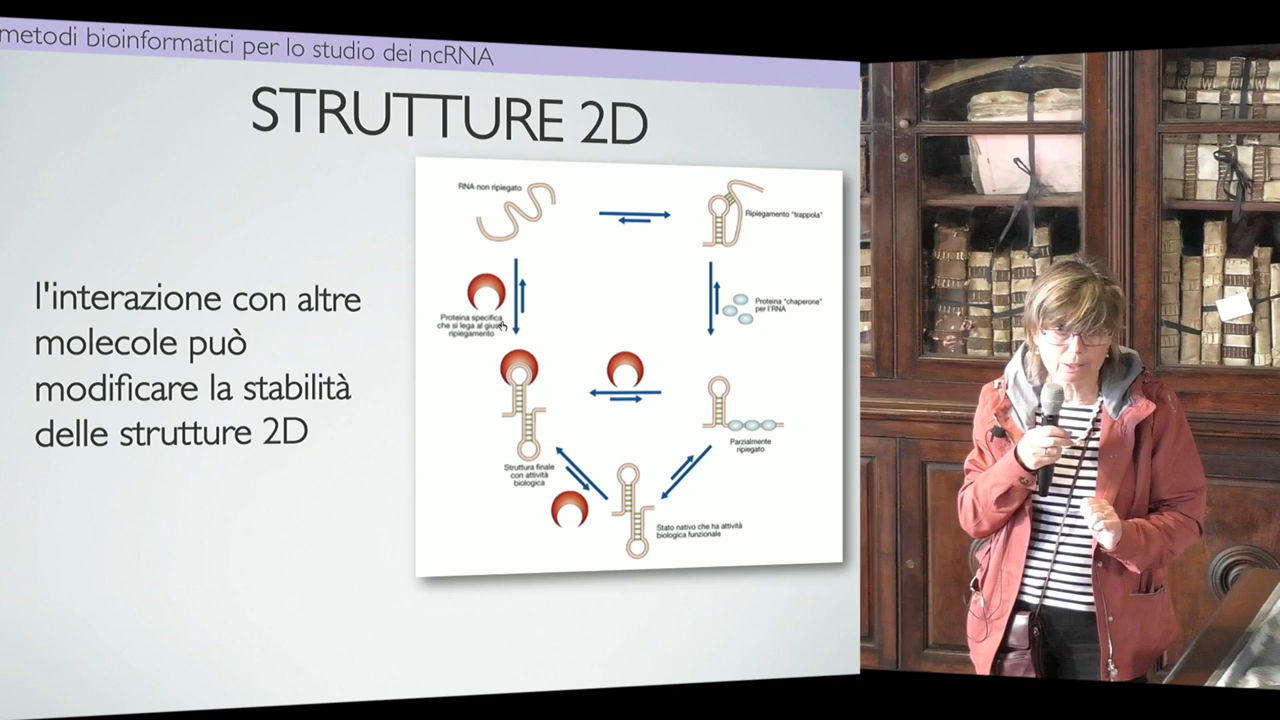 metodi bioinformatici per lo studio dei ncRNA
STRUTTURE 2D
l'interazione con altre
molecole può
modificare la stabilità
delle strutture 2D
RNA non ripiegato
Ripiegamento "trappola"
Proteina specifica
che si lega al giusto
ripiegamento
Proteina "chaperone"
per l'RNA
Parzialmente
ripiegato
Struttura finale
con attività
biologica
Stato nativo che ha attività
biologica funzionale